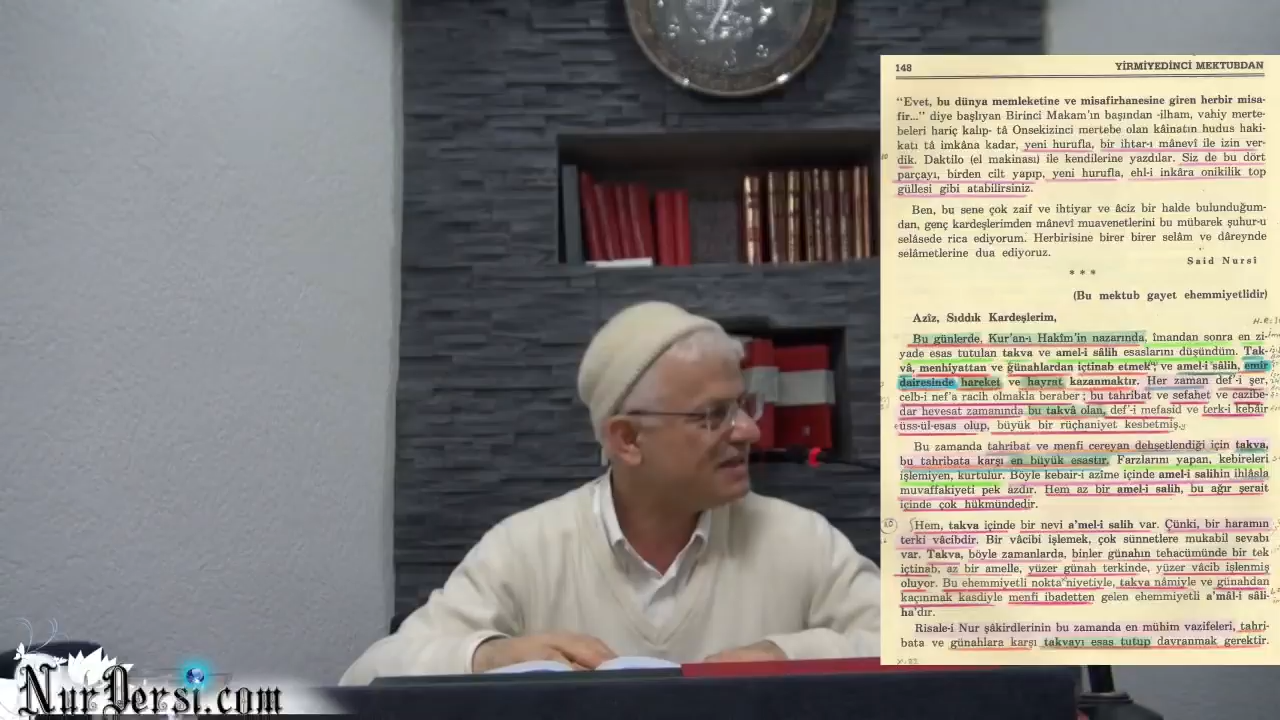 148
YİRMİYEDİNCİ MEKTUBDAN
"Evet, bu dünya memleketine ve misafirhanesine giren herbir misa-
fir..." diye başlıyan Birinci Makam'ın başından -ilham, vahiy merte-
beleri hariç kalıp- tâ Onsekizinci mertebe olan kâinatın hudus haki-
katı tâ imkâna kadar, yeni hurufla, bir ihtar-ı mânevî ile izin ver-
dik. Daktilo (el makinası) ile kendilerine yazdılar. Siz de bu dört
parçayı, birden cilt yapıp, yeni hurufla, ehl-i inkâra onikilik top
güllesi gibi atabilirsiniz.
Ben, bu sene çok zaif ve ihtiyar ve âciz bir halde bulunduğum-
dan, genç kardeşlerimden mânevî muavenetlerini bu mübarek şuhur-u
selâsede rica ediyorum. Herbirisine birer birer selâm ve dâreynde
selâmetlerine dua ediyoruz.
Said Nursî
* * *
(Bu mektub gayet ehemmiyetlidir)
Azîz, Sıddık Kardeşlerim,
Bu günlerde, Kur'an-ı Hakîm'in nazarında, îmandan sonra en zi-
yade esas tutulan takva ve amel-i sâlih esaslarını düşündüm. Tak-
vâ, menhiyattan ve günahlardan içtinab etmek; ve amel-i sâlih, emir
dairesinde hareket ve hayrat kazanmaktır. Her zaman def'-i şer,
celb-i nef'a racih olmakla beraber; bu tahribat ve sefahet ve cazibe-
dar hevesat zamanında bu takvâ olan, def'-i mefasid ve terk-i kebâir
üss-ül-esas olup, büyük bir rüçhaniyet kesbetmiş.
Bu zamanda tahribat ve menfi cereyan dehşetlendiği için takva,
bu tahribata karşı en büyük esastır. Farzlarını yapan, kebireleri
işlemiyen, kurtulur. Böyle kebair-i azîme içinde amel-i salihin ihlâsla
muvaffakiyeti pek azdır. Hem az bir amel-i salih, bu ağır şerait
içinde çok hükmündedir.
Hem, takva içinde bir nevi a'mel-i salih var. Çünki, bir haramın
terki vâcibdir. Bir vâcibi işlemek, çok sünnetlere mukabil sevabı
var. Takva, böyle zamanlarda, binler günahın tehacümünde bir tek
içtinab, az bir amelle, yüzer günah terkinde, yüzer vâcib işlenmiş
oluyor. Bu ehemmiyetli nokta niyetiyle, takva nâmiyle ve günahdan
kaçınmak kasdiyle menfi ibadetten gelen ehemmiyetli a'mâl-i sâli-
ha'dır.
Risale-i Nur şâkirdlerinin bu zamanda en mühim vazifeleri, tahri-
bata ve günahlara karşı takvayı esas tutup davranmak gerektir.
NurDersi.com